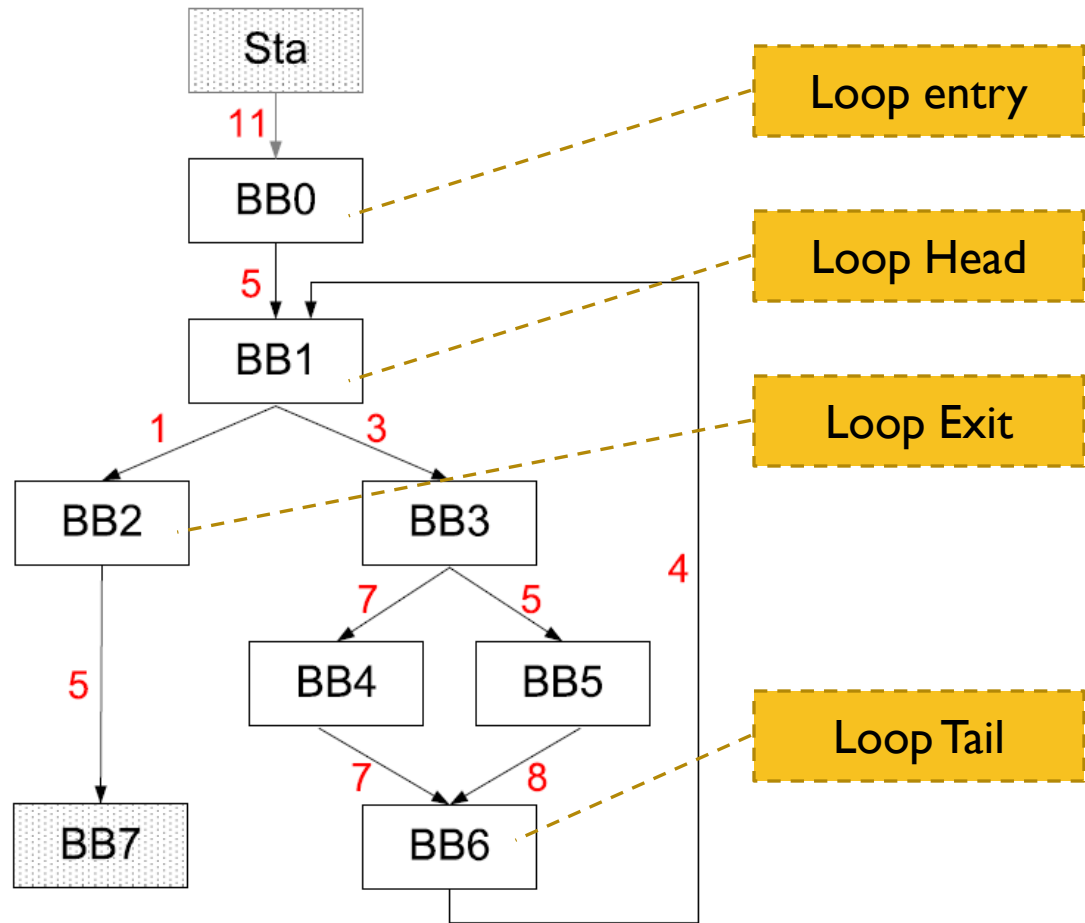 Sta
Loop entry
11
BB0
Loop Head
5
BB1
1
3
Loop Exit
BB2
BB3
4
7
5
BB4
BB5
5
Loop Tail
7
8
BB7
BB6